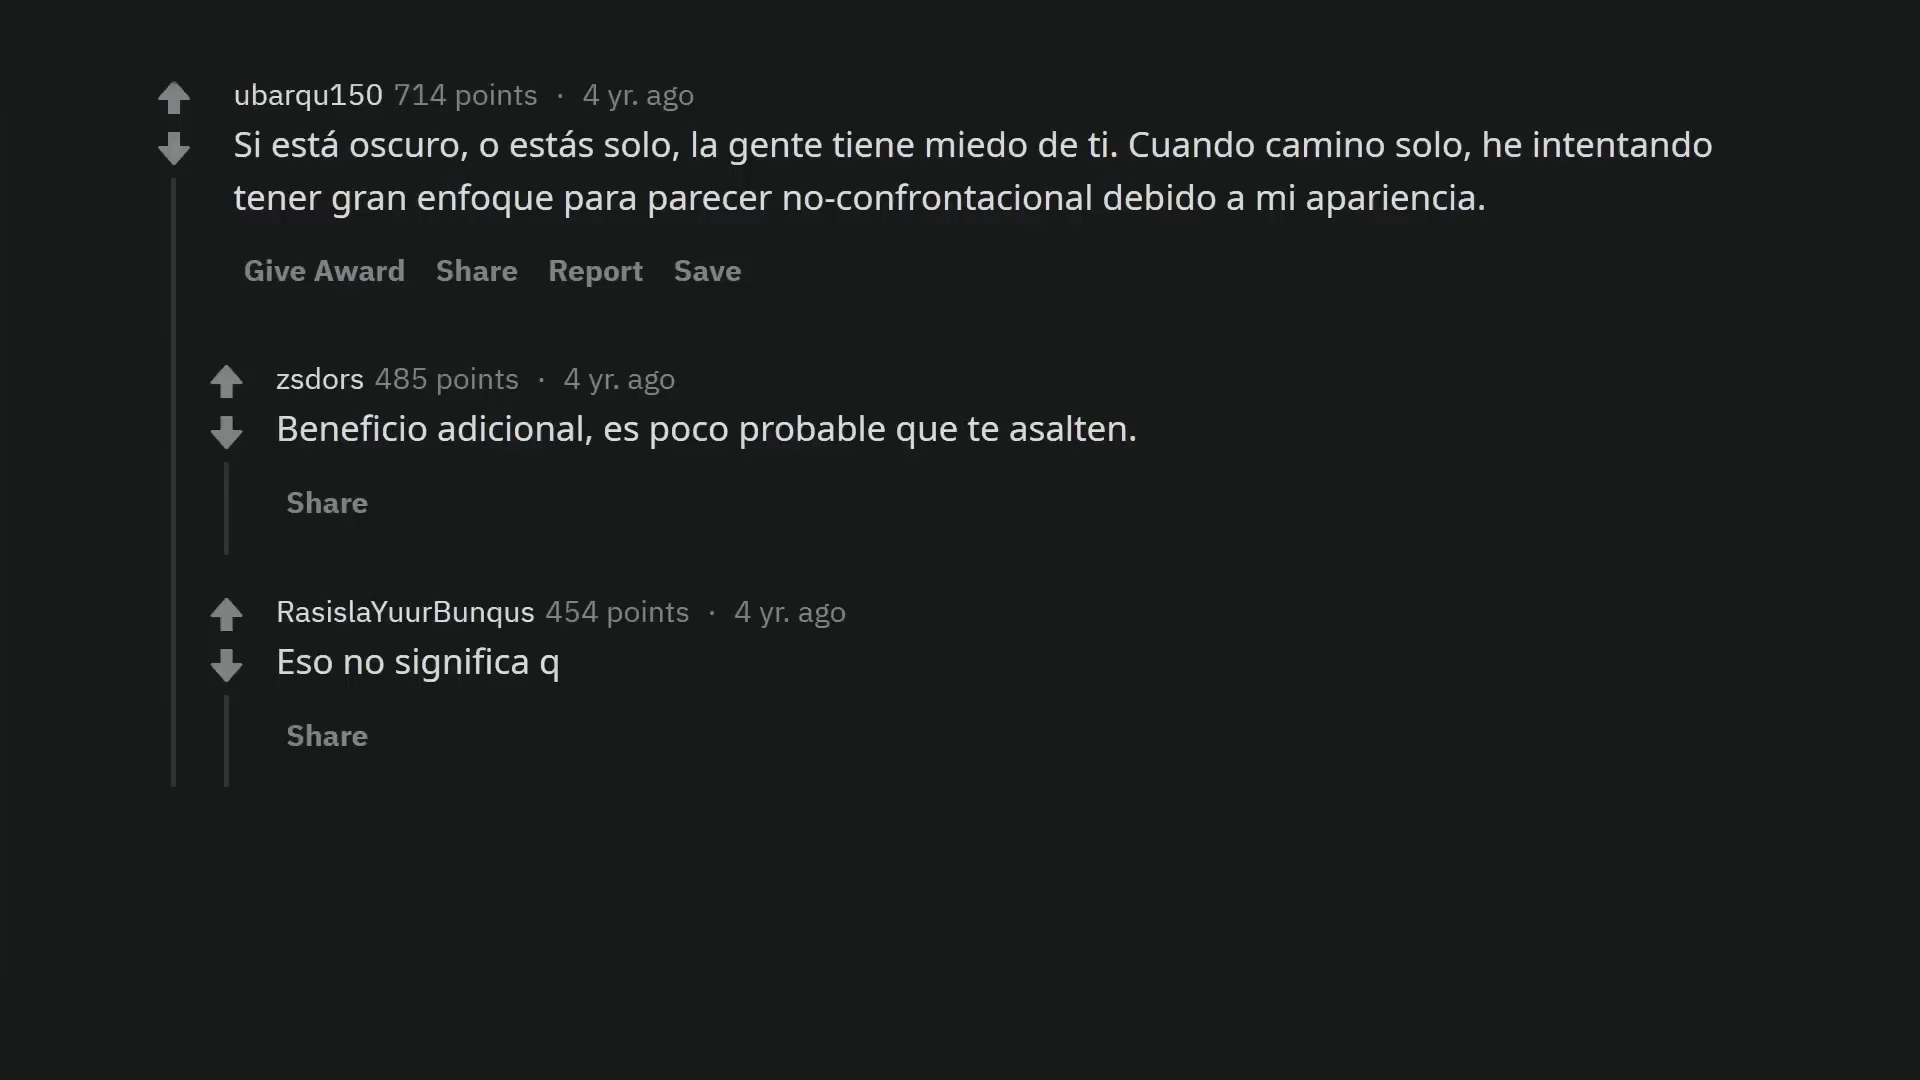 ubarqu150 714 points · 4 yr. ago
Si está oscuro, o estás solo, la gente tiene miedo de ti. Cuando camino solo, he intentando
tener gran enfoque para parecer no-confrontacional debido a mi apariencia.
Give Award Share Report Save
zsdors 485 points · 4 yr. ago
Beneficio adicional, es poco probable que te asalten.
Share
RasislaYuurBunqus 454 points · 4 yr. ago
Eso no significa q
Share